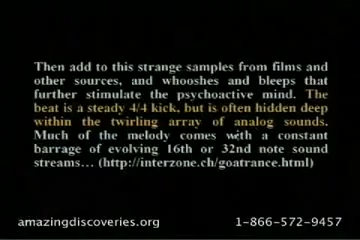 Then add to this strange samples from films and
other sources, and whooshes and bleeps that
further stimulate the psychoactive mind. The
beat is a steady 4/4 kick, but is often hidden deep
within the twirling array of analog sounds.
Much of the melody comes with a constant
barrage of evolving 16th or 32nd note sound
streams... (http://interzone.ch/goatrance.html)
amazingdiscoveries.org 1-866-572-9457